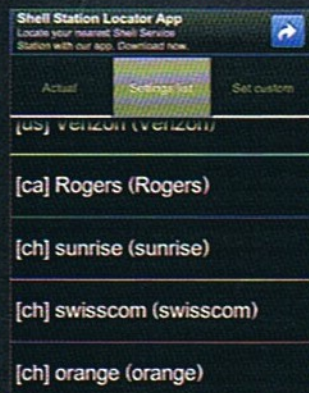 Shell Station Locator App
Locate your nearest Shell Service
Station with our app. Download now.
Actual
Settings list
Set custom
[us] Verizon (Verizon)
[ca] Rogers (Rogers)
[ch] sunrise (sunrise)
[ch] swisscom (swisscom)
[ch] orange (orange)